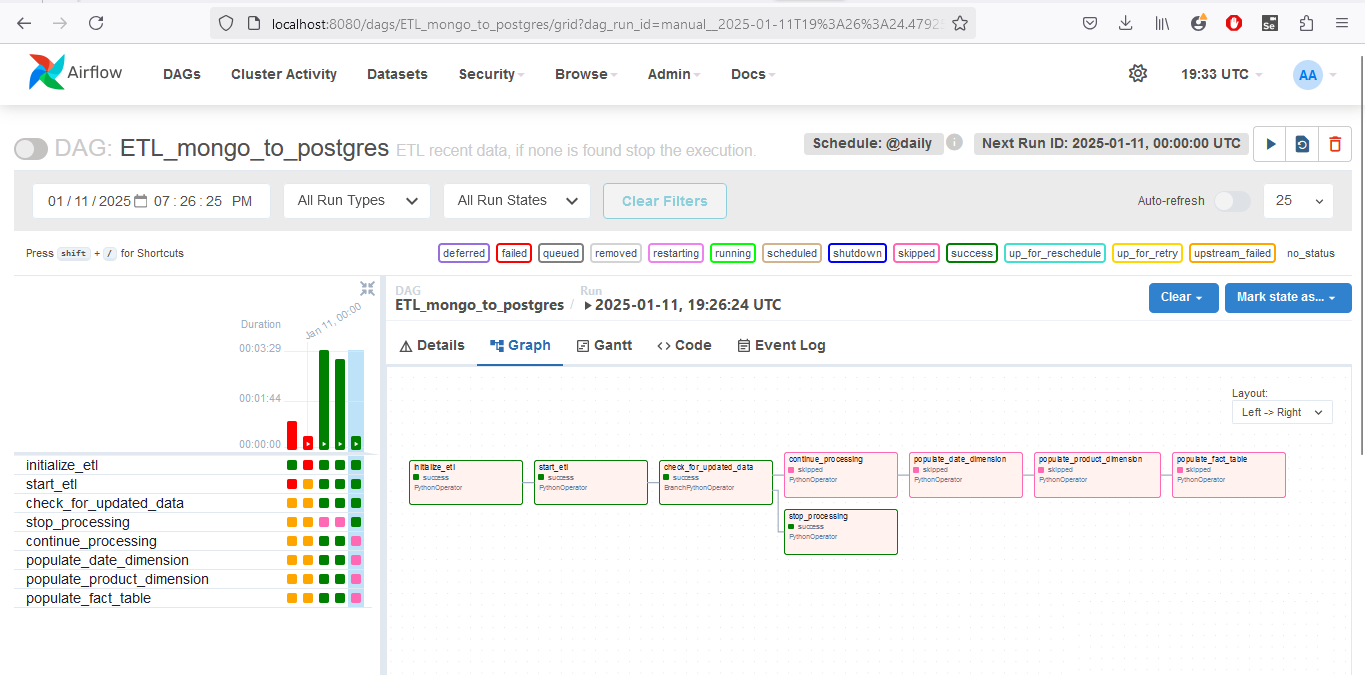 localhost:8080/dags/ETL_mongo_to_postgres/grid?dag_run_id=manual__2025-01-11T19%3A26%3A24.4792
Se
Airflow DAGs Cluster Activity Datasets Security Browse Admin Docs 19:33 UTC AA
DAG: ETL_mongo_to_postgres ETL recent data, if none is found stop the execution. Schedule: @daily i Next Run ID: 2025-01-11, 00:00:00 UTC
01/11/2025 07:26:25 PM All Run Types All Run States Clear Filters Auto-refresh 25
Press shift + / for Shortcuts deferred failed queued removed restarting running scheduled shutdown skipped success up_for_reschedule up_for_retry upstream_failed no_status
DAG Run
ETL_mongo_to_postgres / 2025-01-11, 19:26:24 UTC Clear Mark state as...
Details Graph Gantt Code Event Log
Duration Jan 11, 00:00
00:03:29
00:01:44
00:00:00
initialize_etl
start_etl
check_for_updated_data
stop_processing
continue_processing
populate_date_dimension
populate_product_dimension
populate_fact_table
Layout:
Left -> Right
initialize_etl
success
PythonOperator
start_etl
success
PythonOperator
check_for_updated_data
success
BranchPythonOperator
continue_processing
skipped
PythonOperator
populate_date_dimension
skipped
PythonOperator
populate_product_dimension
skipped
PythonOperator
populate_fact_table
skipped
PythonOperator
stop_processing
success
PythonOperator